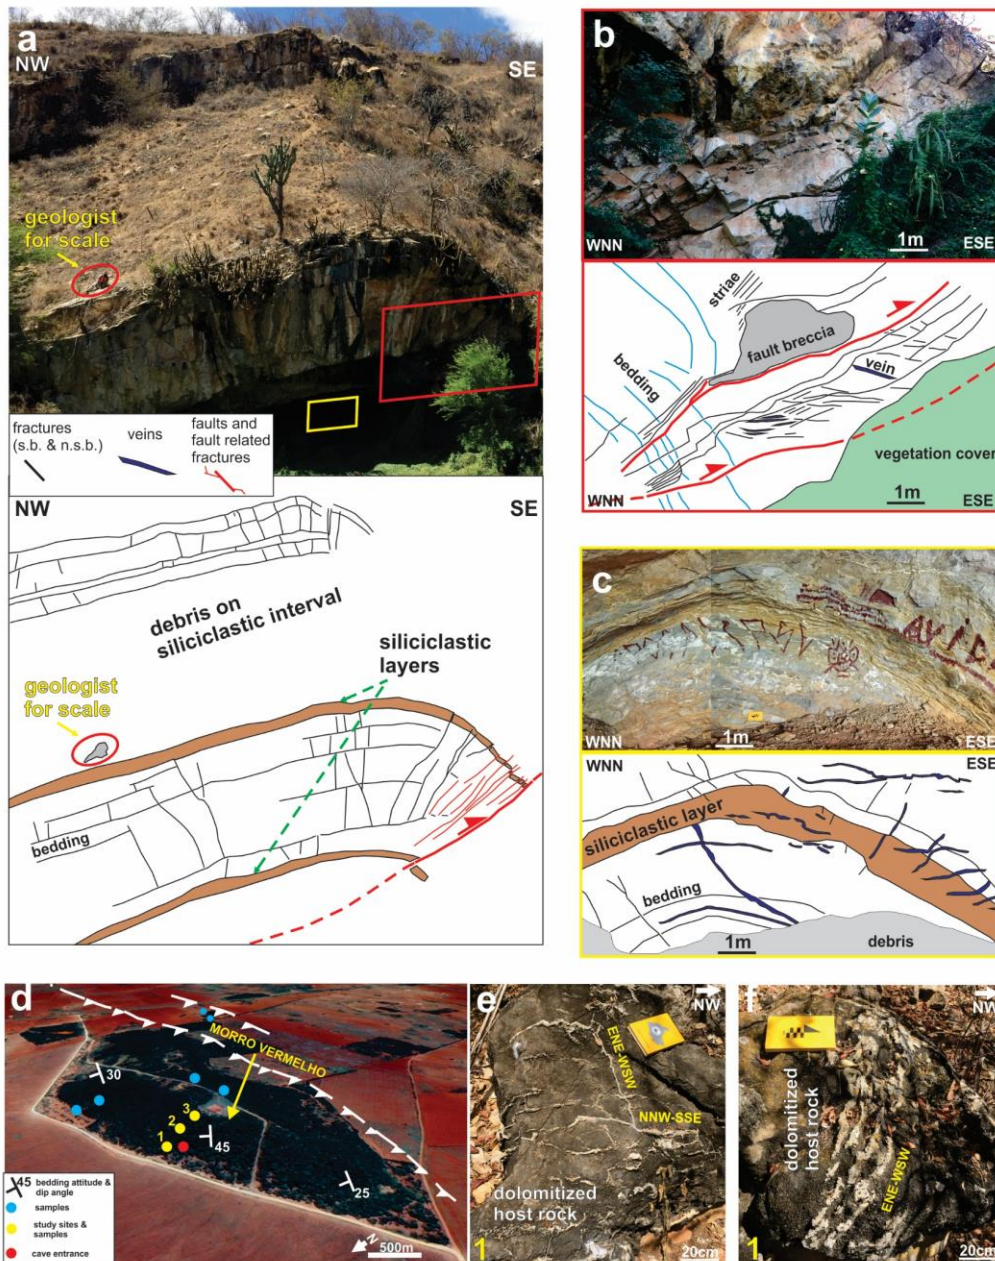 a
NW
SE
geologist
for scale
fractures
(s.b. & n.s.b.)
veins
faults and
fault related
fractures
NW
SE
debris on
siliciclastic interval
siliciclastic
layers
geologist
for scale
bedding
b
WNN
1m
ESE
striae
fault breccia
bedding
vein
vegetation cover
WNN
1m
ESE
c
WNN
1m
ESE
WNN
ESE
siliciclastic layer
bedding
1m
debris
d
MORRO VERMELHO
30
3
2
1
45
25
45 bedding attitude &
dip angle
samples
study sites &
samples
cave entrance
N
500m
e
NW
ENE-WSW
NNW-SSE
dolomitized
host rock
1
20cm
f
NW
dolomitized
host rock
ENE-WSW
1
20cm